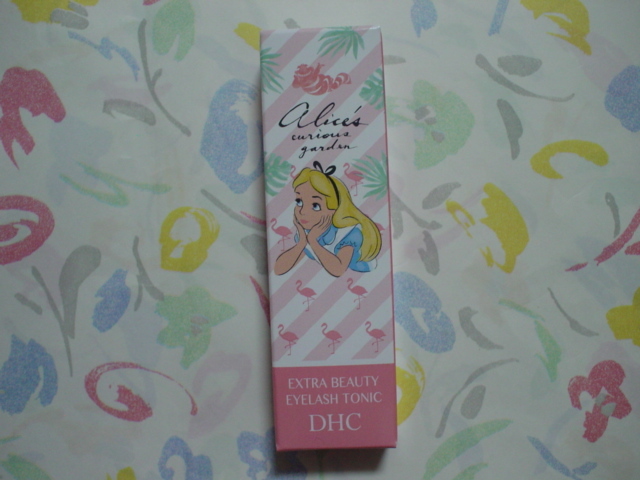 Alice's
curious
garden
EXTRA BEAUTY
EYELASH TONIC
DHC